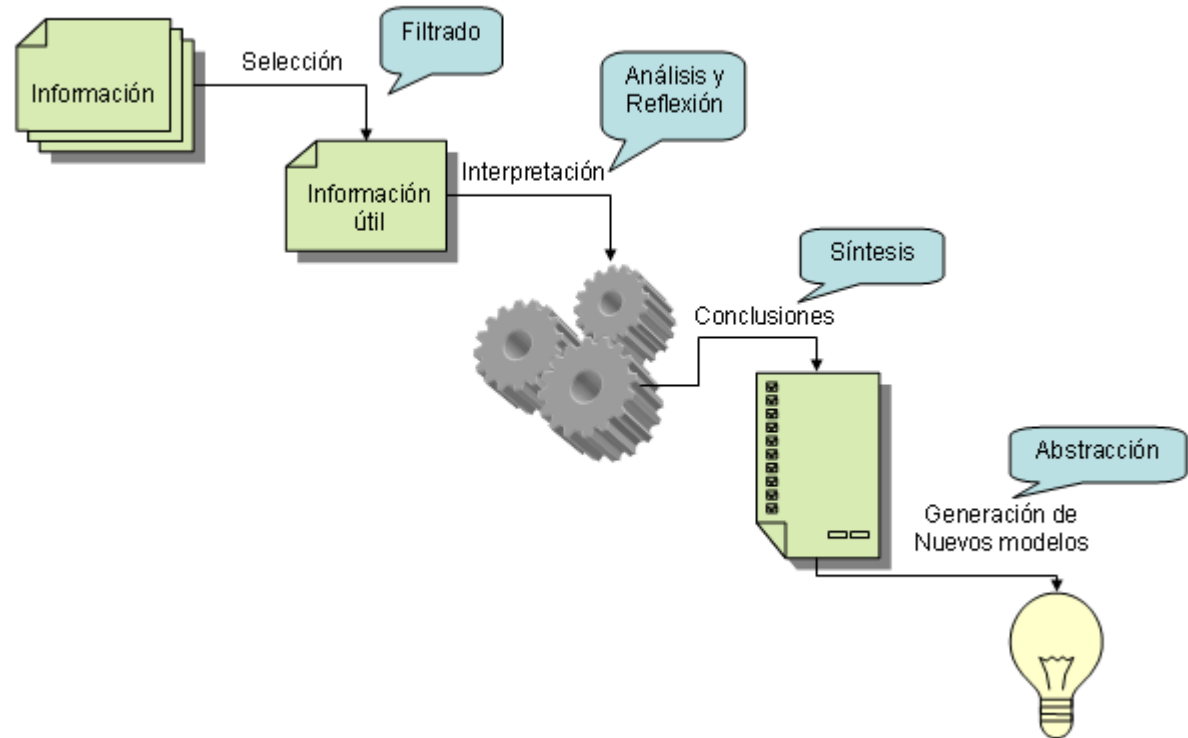 Filtrado
Selección
Información
Análisis y
Reflexión
Interpretación
Información
útil
Síntesis
Conclusiones
Abstracción
Generación de
Nuevos modelos